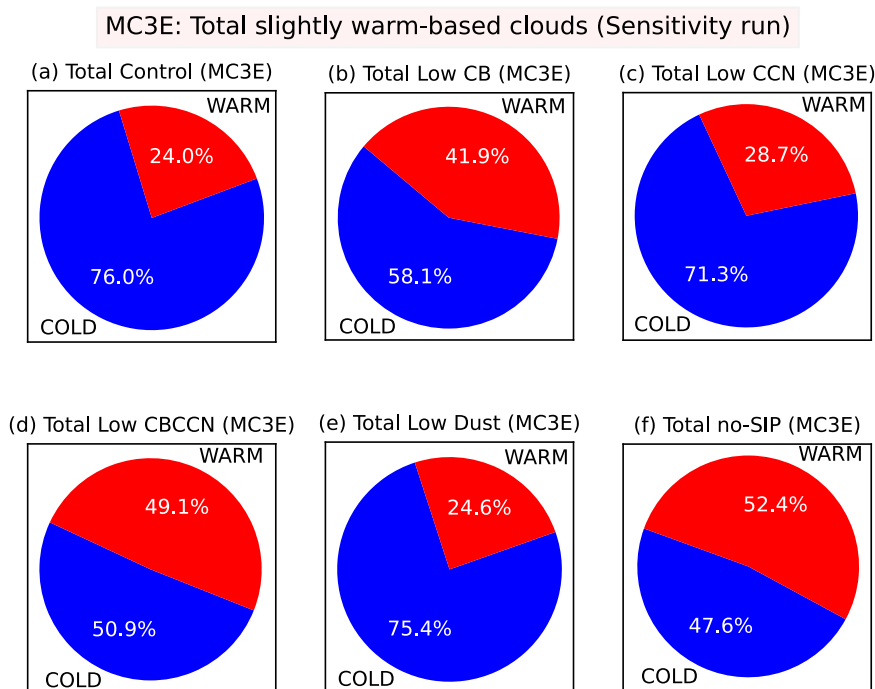 MC3E: Total slightly warm-based clouds (Sensitivity run)
(a) Total Control (MC3E)
WARM
24.0%
76.0%
COLD
(b) Total Low CB (MC3E)
WARM
41.9%
58.1%
COLD
(c) Total Low CCN (MC3E)
WARM
28.7%
71.3%
COLD
(d) Total Low CBCCN (MC3E)
WARM
49.1%
50.9%
COLD
(e) Total Low Dust (MC3E)
WARM
24.6%
75.4%
COLD
(f) Total no-SIP (MC3E)
WARM
52.4%
47.6%
COLD